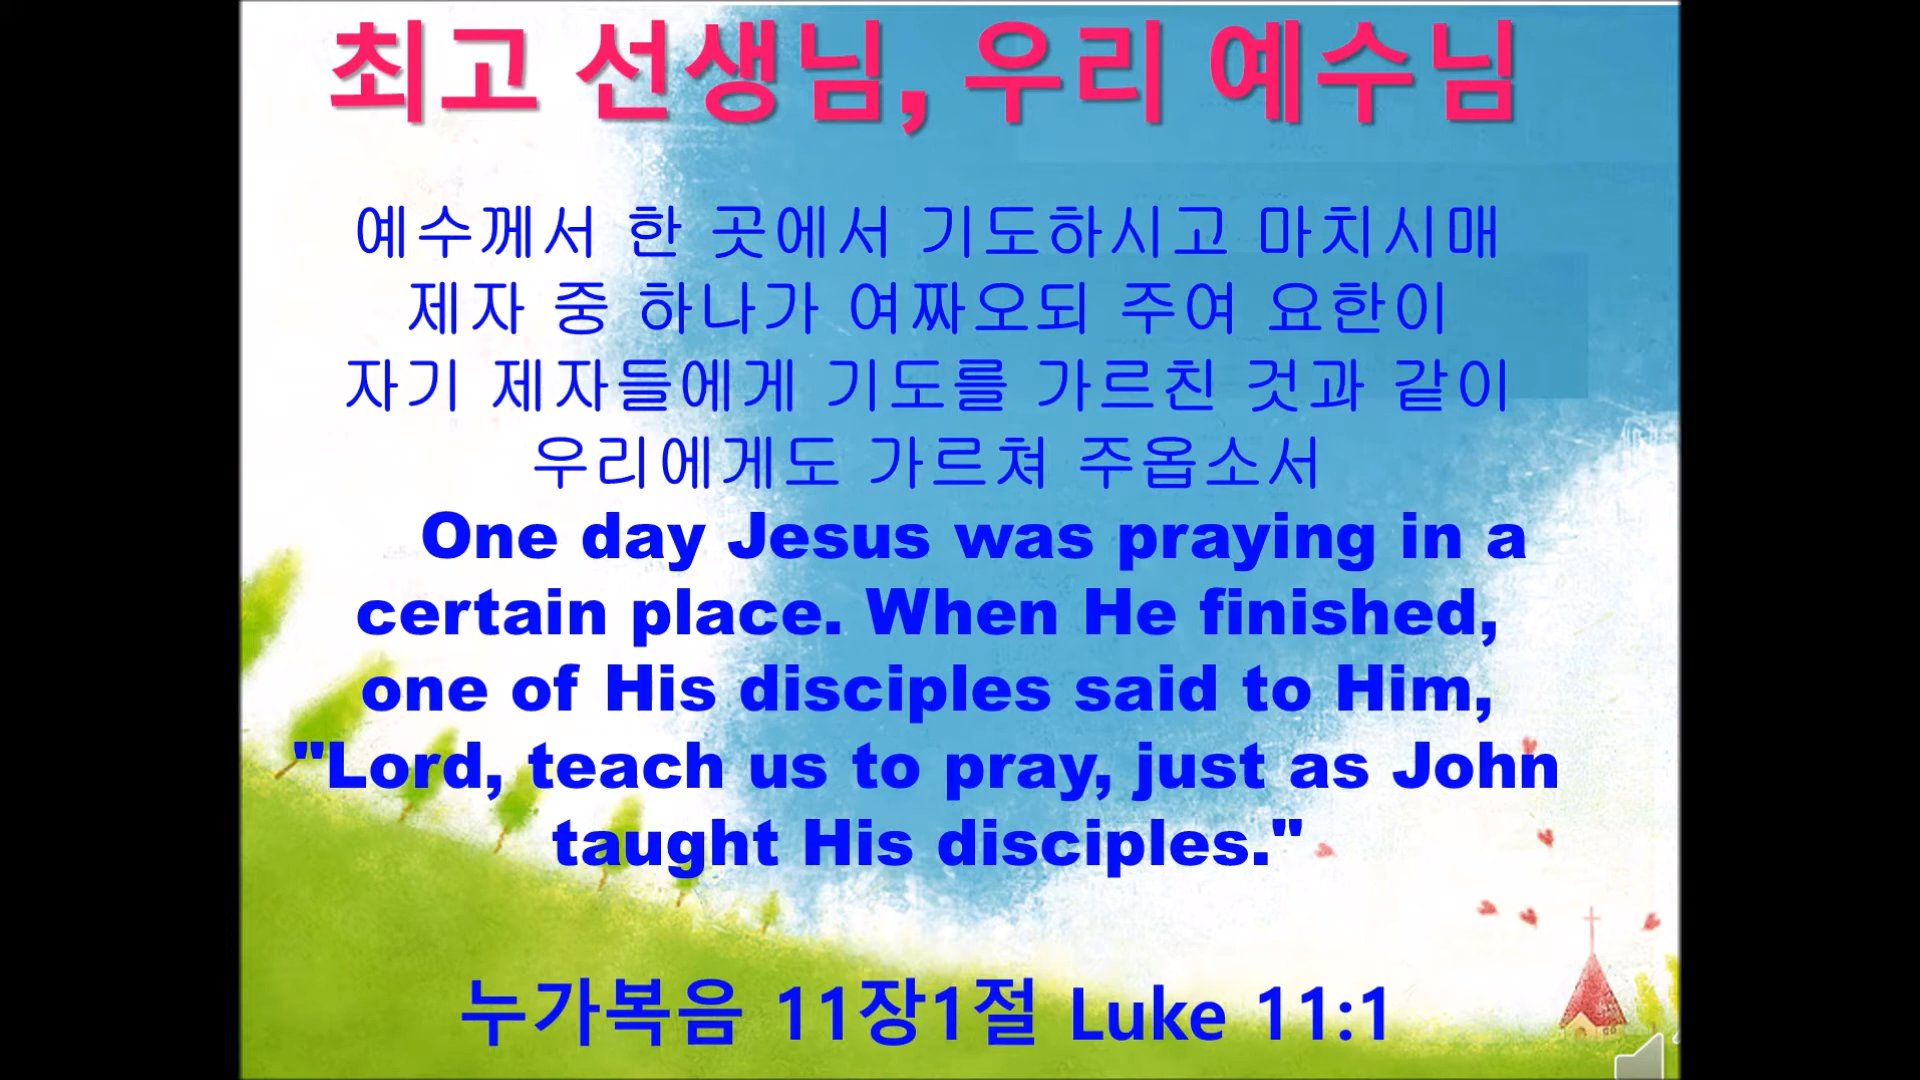 최고 선생님, 우리 예수님
예수께서 한 곳에서 기도하시고 마치시매
제자 중 하나가 여짜오되 주여 요한이
자기 제자들에게 기도를 가르친 것과 같이
우리에게도 가르쳐 주옵소서
One day Jesus was praying in a
certain place. When He finished,
one of His disciples said to Him,
"Lord, teach us to pray, just as John
taught His disciples."
누가복음 11장1절 Luke 11:1